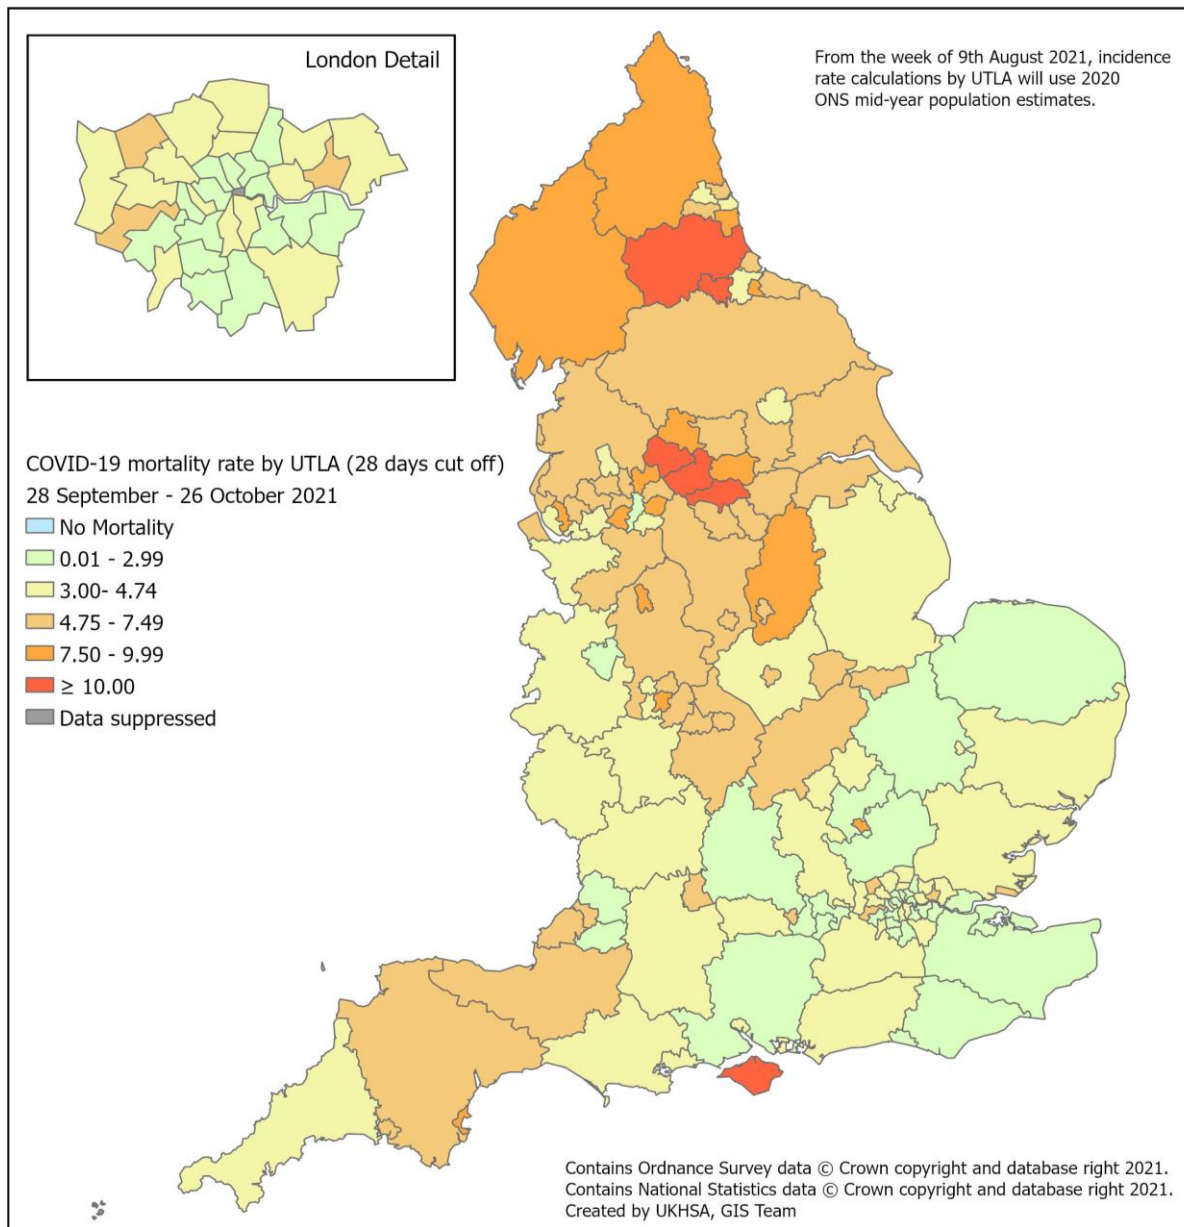 London Detail
From the week of 9th August 2021, incidence
rate calculations by UTLA will use 2020
ONS mid-year population estimates.
COVID-19 mortality rate by UTLA (28 days cut off)
28 September - 26 October 2021
No Mortality
0.01 - 2.99
3.00- 4.74
4.75 - 7.49
7.50 - 9.99
≥ 10.00
Data suppressed
Contains Ordnance Survey data © Crown copyright and database right 2021.
Contains National Statistics data © Crown copyright and database right 2021.
Created by UKHSA, GIS Team